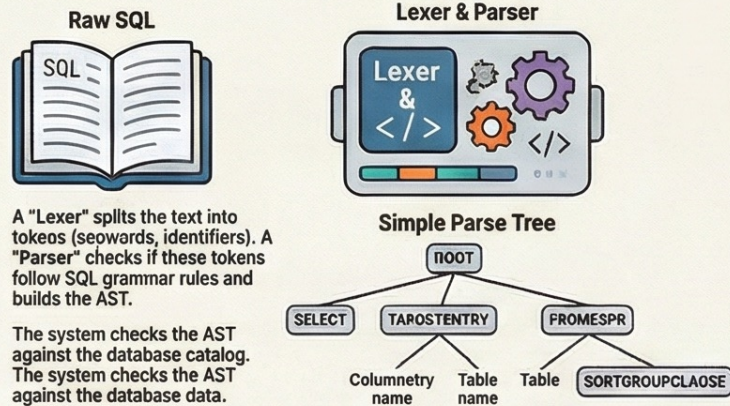 Raw SQL
SQL
A "Lexer" splits the text into
tokeos (seowards, identifiers). A
"Parser" checks if these tokens
follow SQL grammar rules and
builds the AST.
The system checks the AST
against the database catalog.
The system checks the AST
against the database data.
Lexer & Parser
Lexer
&
</>
</>
Simple Parse Tree
ПOOT
SELECT
TAROSTENTRY
FROMESPR
Columnetry
name
Table
name
Table
SORTGROUPCLAOSE